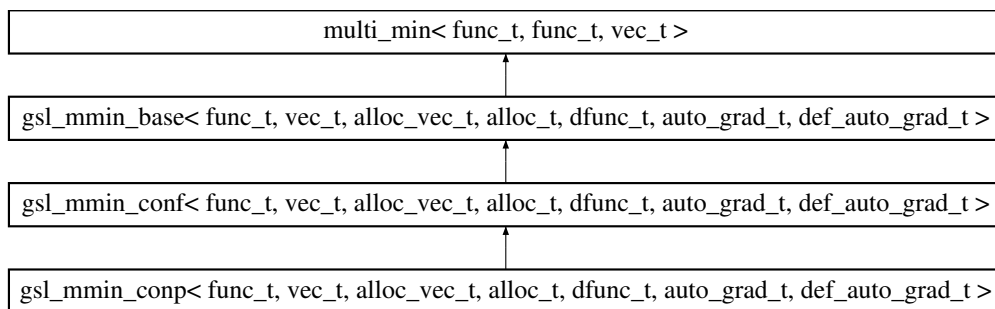 multi_min< func_t, func_t, vec_t >
gsl_mmin_base< func_t, vec_t, alloc_vec_t, alloc_t, dfunc_t, auto_grad_t, def_auto_grad_t >
gsl_mmin_conf< func_t, vec_t, alloc_vec_t, alloc_t, dfunc_t, auto_grad_t, def_auto_grad_t >
gsl_mmin_conp< func_t, vec_t, alloc_vec_t, alloc_t, dfunc_t, auto_grad_t, def_auto_grad_t >